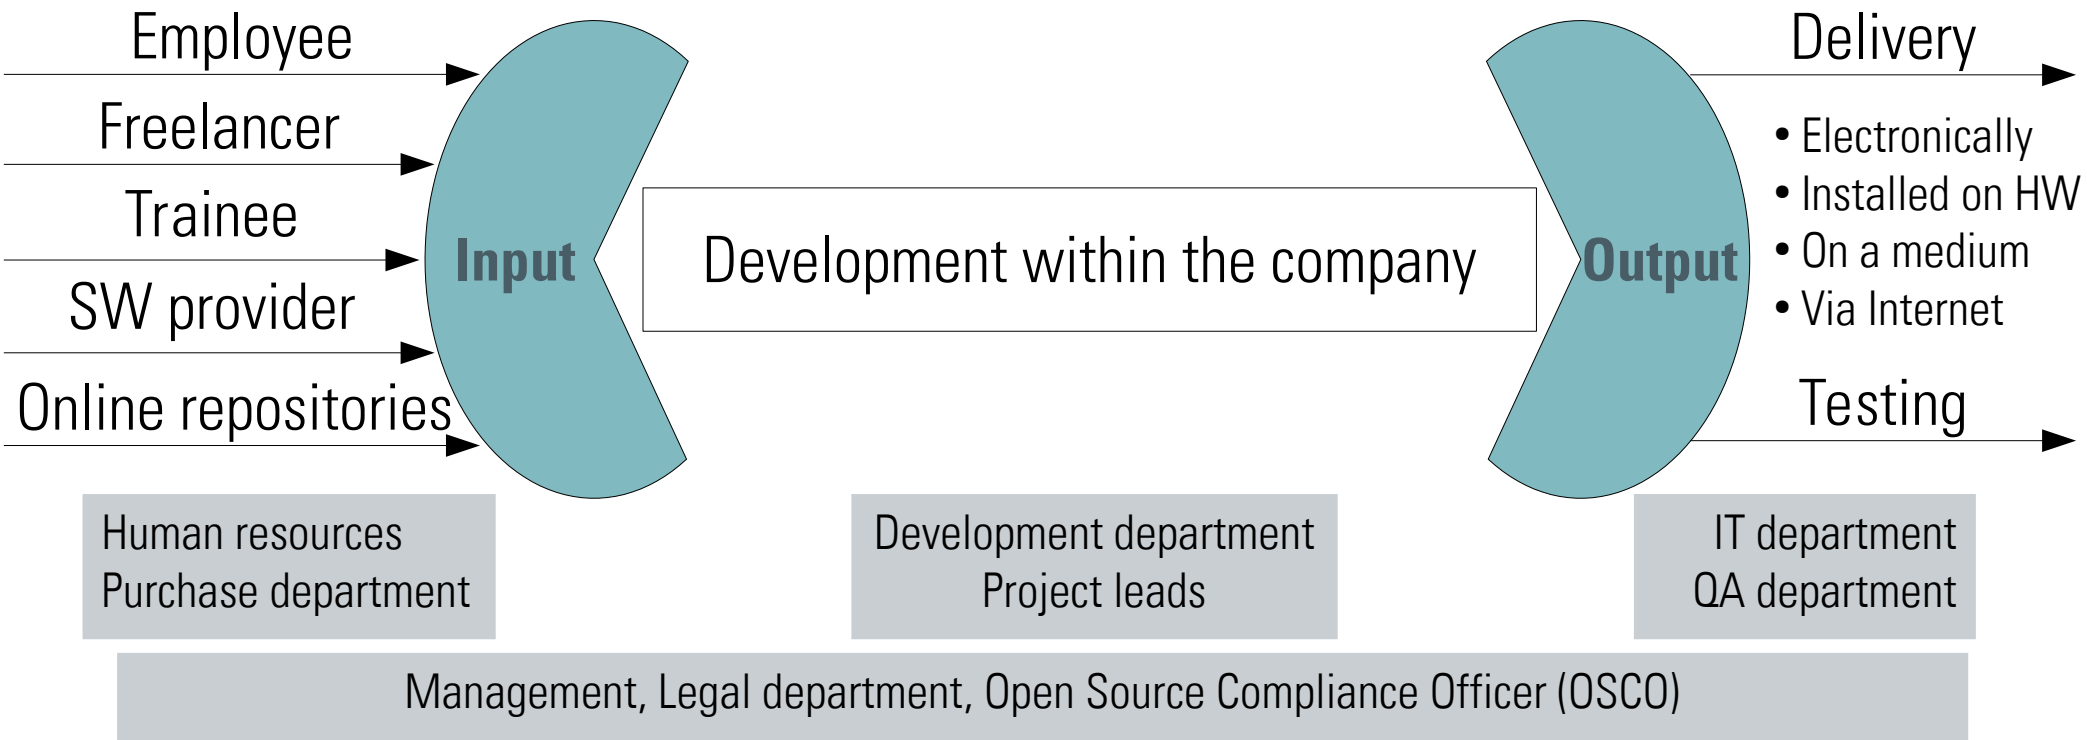 Employee
Freelancer
Trainee
SW provider
Online repositories
Input
Development within the company
Output
Delivery
• Electronically
• Installed on HW
• On a medium
• Via Internet
Testing
Human resources
Purchase department
Development department
Project leads
IT department
QA department
Management, Legal department, Open Source Compliance Officer (OSCO)